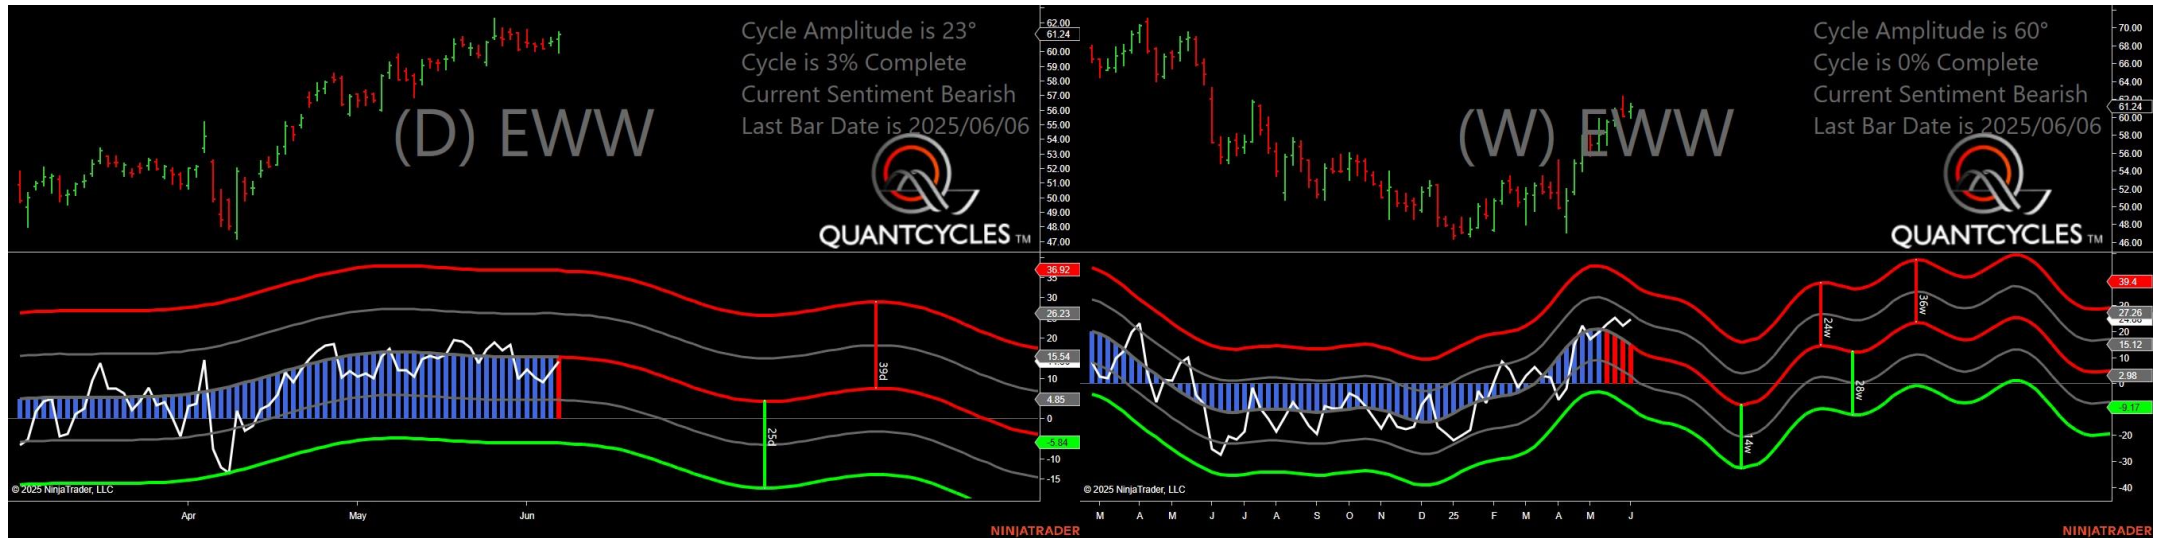 Cycle Amplitude is 23°
Cycle is 3% Complete
Current Sentiment Bearish
Last Bar Date is 2025/06/06
(D) EWW
QUANTCYCLES TM
62.00
61.24
60.00
59.00
58.00
57.00
56.00
55.00
54.00
53.00
52.00
51.00
50.00
49.00
48.00
47.00
36.92
35
30
26.23
20
15.54
10
4.85
0
-5.84
-10
-15
39d
25d
© 2025 NinjaTrader, LLC
Apr
May
Jun
NINJATRADER
Cycle Amplitude is 60°
Cycle is 0% Complete
Current Sentiment Bearish
Last Bar Date is 2025/06/06
(W) EWW
QUANTCYCLES TM
70.00
68.00
66.00
64.00
62.00
61.24
60.00
58.00
56.00
54.00
52.00
50.00
48.00
46.00
39.4
30
27.26
20
15.12
10
2.98
0
-9.17
-20
-30
-40
24w
36w
28w
14w
© 2025 NinjaTrader, LLC
M A M J J A S O N D 25 F M A M J
NINJATRADER